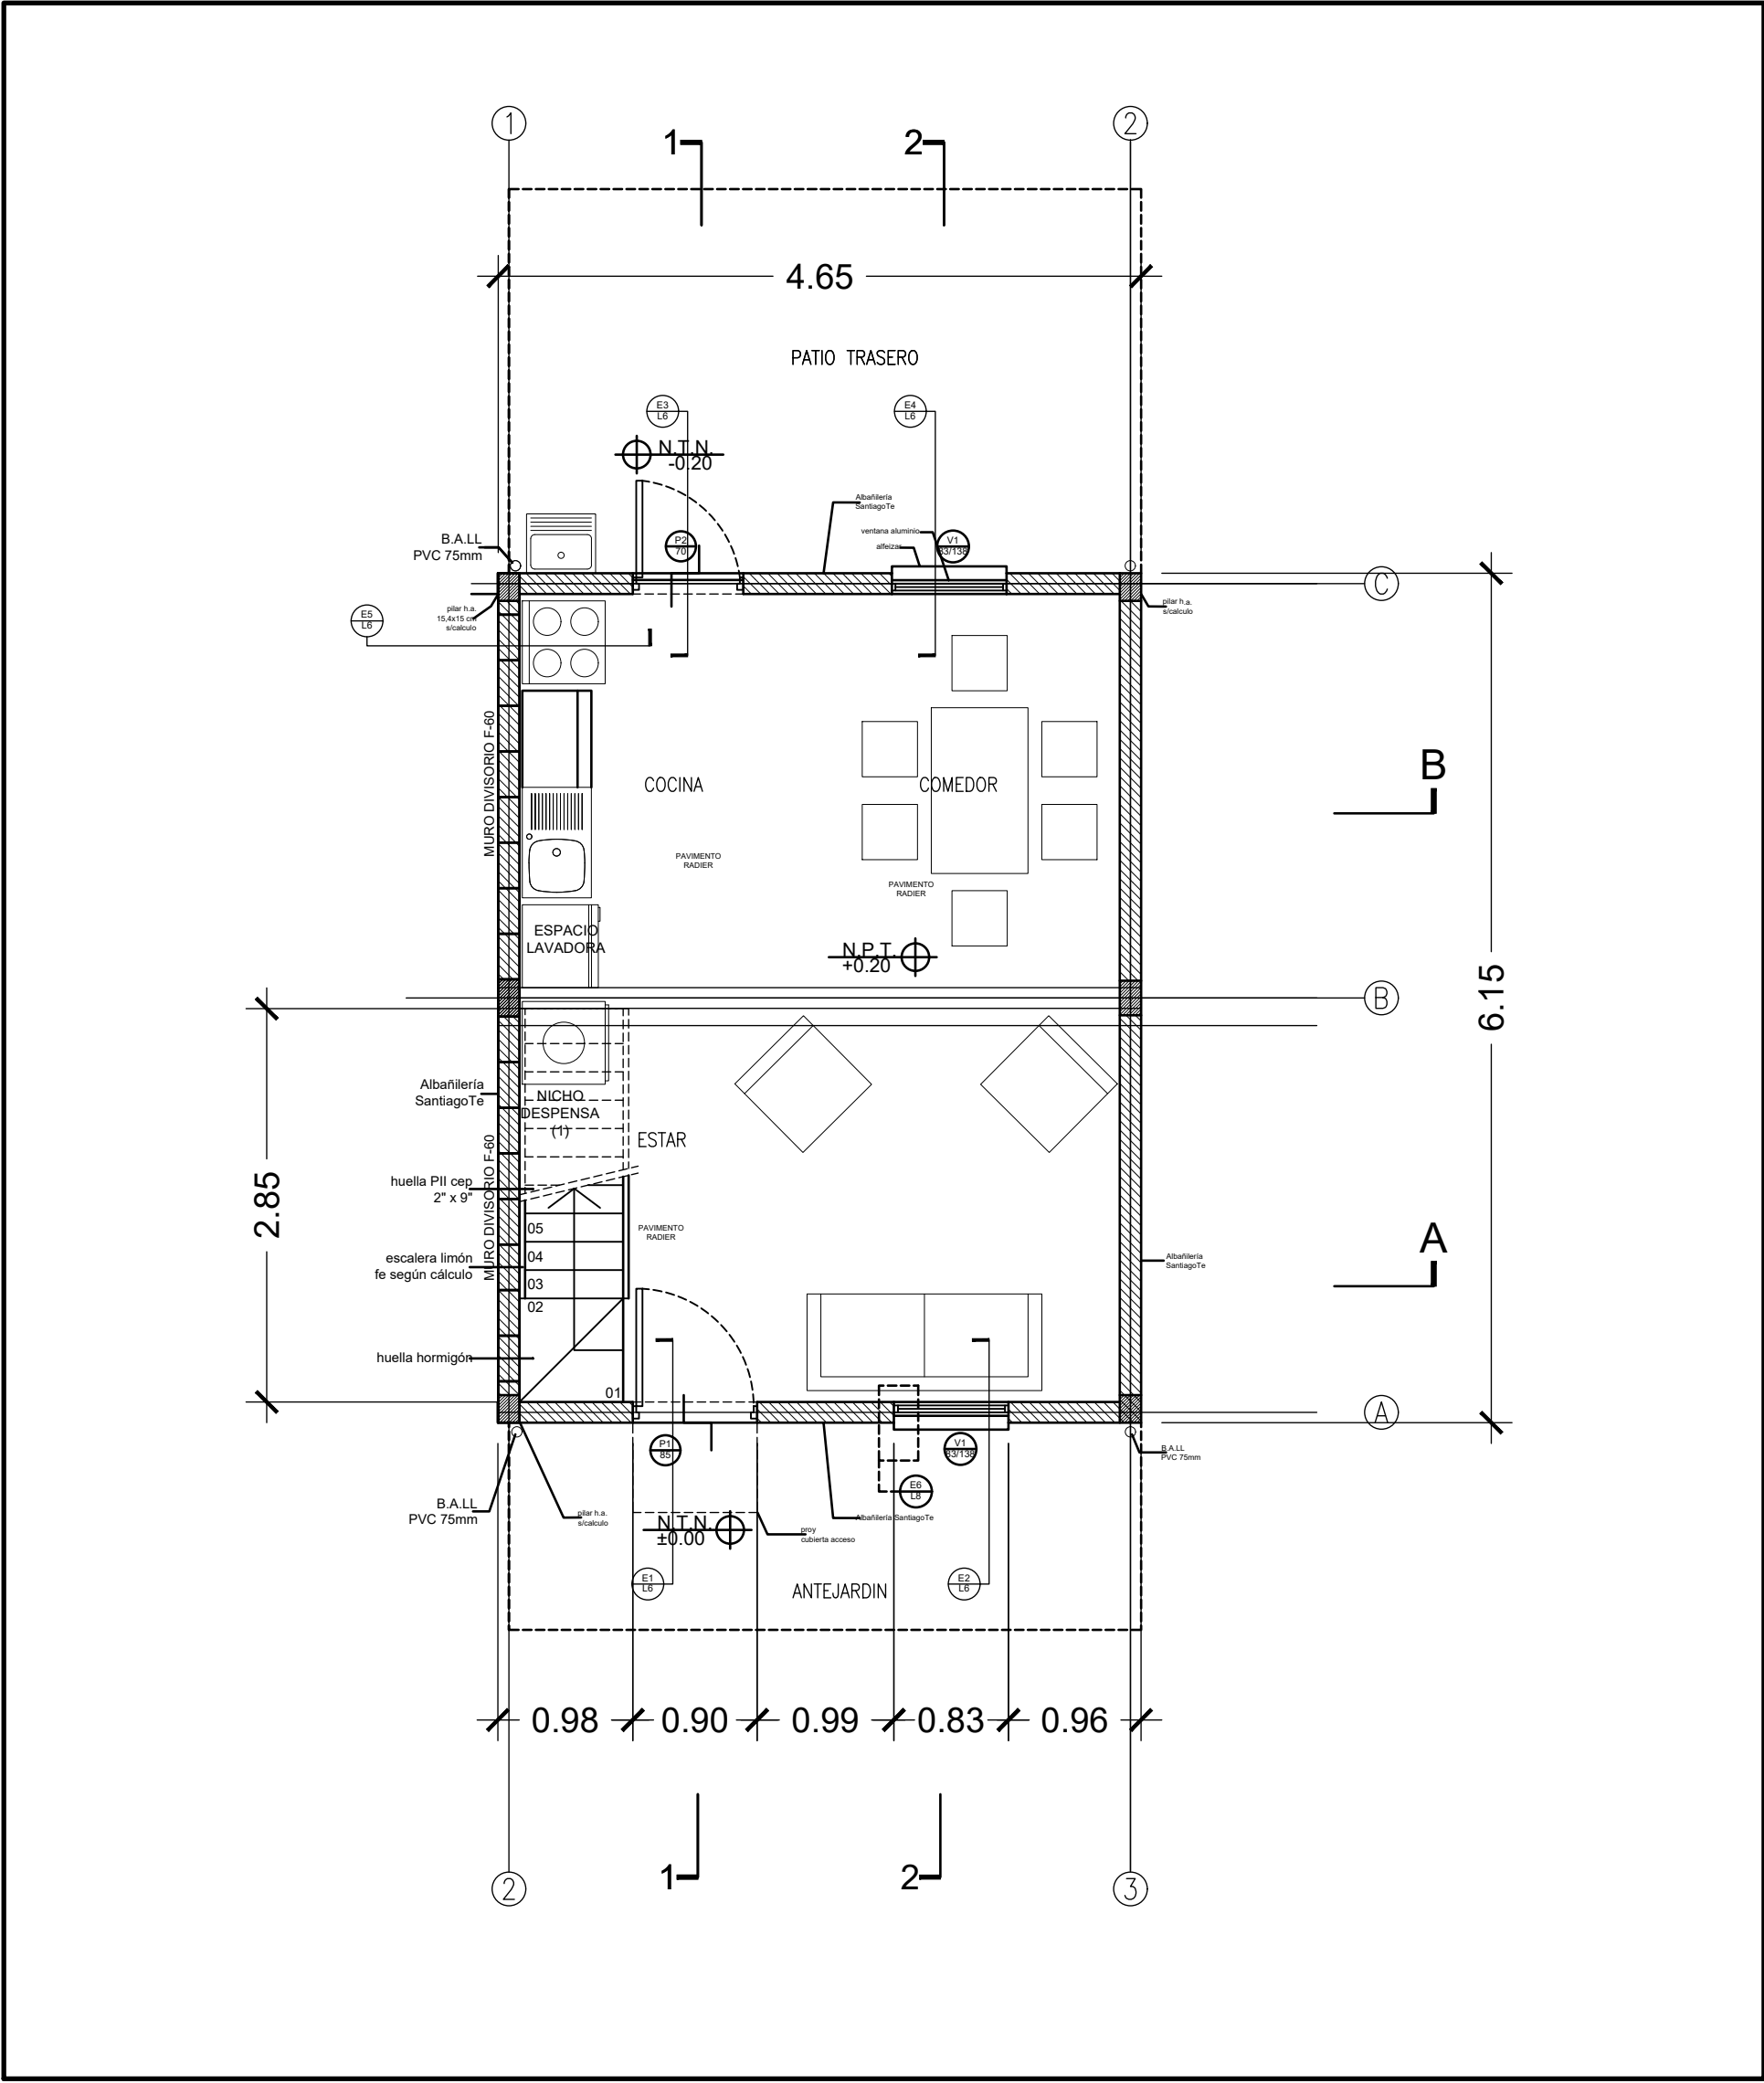 1
1
2
2
4.65
PATIO TRASERO
E3
L6
E4
L6
N.T.N.
-0.20
Albañilería
SantiagoTe
ventana aluminio
alfeizar
P2
70
V1
83/138
B.A.LL
PVC 75mm
C
pilar h.a.
15,4x15 cm
s/calculo
pilar h.a.
s/calculo
E5
L6
MURO DIVISORIO F-60
COCINA
COMEDOR
B
PAVIMENTO
RADIER
PAVIMENTO
RADIER
ESPACIO
LAVADORA
N.P.T.
+0.20
6.15
B
Albañilería
SantiagoTe
NICHO
DESPENSA
(1)
ESTAR
MURO DIVISORIO F-60
huella PII cep
2" x 9"
2.85
05
04
03
02
01
PAVIMENTO
RADIER
A
escalera limón
fe según cálculo
Albañilería
SantiagoTe
huella hormigón
A
P1
85
V1
83/138
B.A.LL
PVC 75mm
E6
L8
B.A.LL
PVC 75mm
pilar h.a.
s/calculo
N.T.N.
±0.00
proy
cubierta acceso
Albañilería SantiagoTe
E1
L6
E2
L6
ANTEJARDIN
0.98
0.90
0.99
0.83
0.96
1
2
2
3